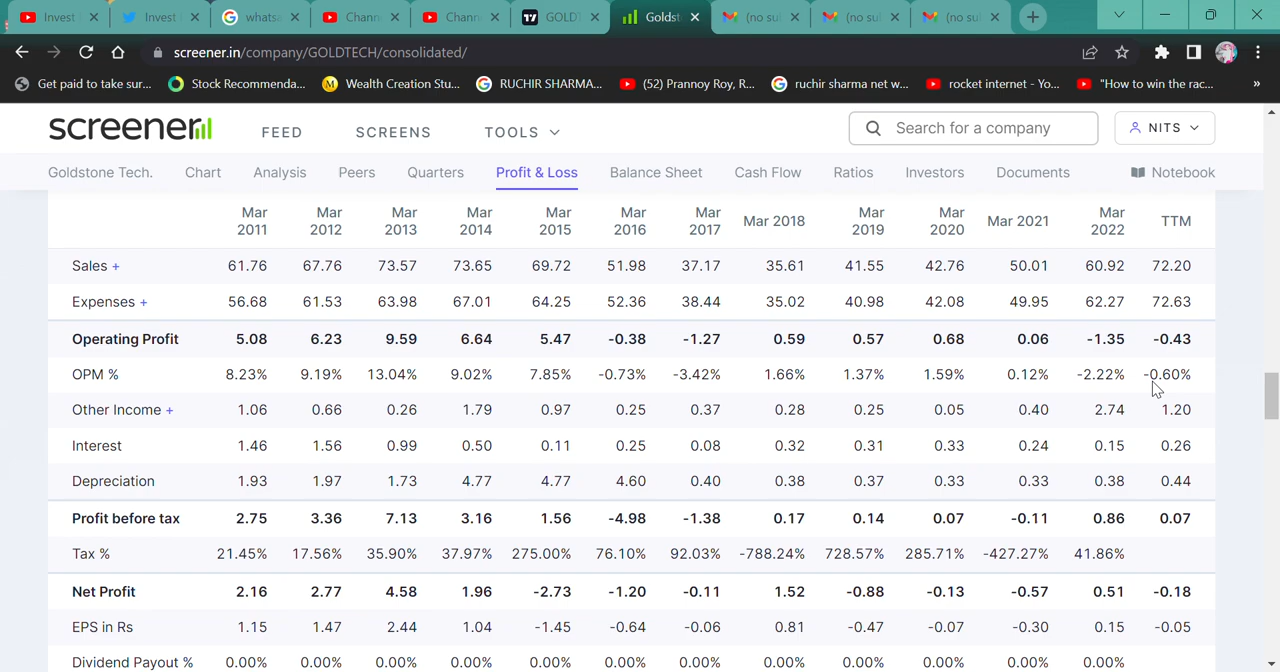 Invest
Invest
whats
Chann
Chann
GOLD
Goldst
(no su
(no su
(no su
screener.in/company/GOLDTECH/consolidated/
Get paid to take sur... Stock Recommenda... Wealth Creation Stu... RUCHIR SHARMA... (52) Prannoy Roy, R... ruchir sharma net w... rocket internet - Yo... "How to win the rac... »
screener FEED SCREENS TOOLS Search for a company NITS
Goldstone Tech. Chart Analysis Peers Quarters Profit & Loss Balance Sheet Cash Flow Ratios Investors Documents Notebook
Mar 2011 Mar 2012 Mar 2013 Mar 2014 Mar 2015 Mar 2016 Mar 2017 Mar 2018 Mar 2019 Mar 2020 Mar 2021 Mar 2022 TTM
Sales + 61.76 67.76 73.57 73.65 69.72 51.98 37.17 35.61 41.55 42.76 50.01 60.92 72.20
Expenses + 56.68 61.53 63.98 67.01 64.25 52.36 38.44 35.02 40.98 42.08 49.95 62.27 72.63
Operating Profit 5.08 6.23 9.59 6.64 5.47 -0.38 -1.27 0.59 0.57 0.68 0.06 -1.35 -0.43
OPM % 8.23% 9.19% 13.04% 9.02% 7.85% -0.73% -3.42% 1.66% 1.37% 1.59% 0.12% -2.22% -0.60%
Other Income + 1.06 0.66 0.26 1.79 0.97 0.25 0.37 0.28 0.25 0.05 0.40 2.74 1.20
Interest 1.46 1.56 0.99 0.50 0.11 0.25 0.08 0.32 0.31 0.33 0.24 0.15 0.26
Depreciation 1.93 1.97 1.73 4.77 4.77 4.60 0.40 0.38 0.37 0.33 0.33 0.38 0.44
Profit before tax 2.75 3.36 7.13 3.16 1.56 -4.98 -1.38 0.17 0.14 0.07 -0.11 0.86 0.07
Tax % 21.45% 17.56% 35.90% 37.97% 275.00% 76.10% 92.03% -788.24% 728.57% 285.71% -427.27% 41.86%
Net Profit 2.16 2.77 4.58 1.96 -2.73 -1.20 -0.11 1.52 -0.88 -0.13 -0.57 0.51 -0.18
EPS in Rs 1.15 1.47 2.44 1.04 -1.45 -0.64 -0.06 0.81 -0.47 -0.07 -0.30 0.15 -0.05
Dividend Payout % 0.00% 0.00% 0.00% 0.00% 0.00% 0.00% 0.00% 0.00% 0.00% 0.00% 0.00% 0.00%